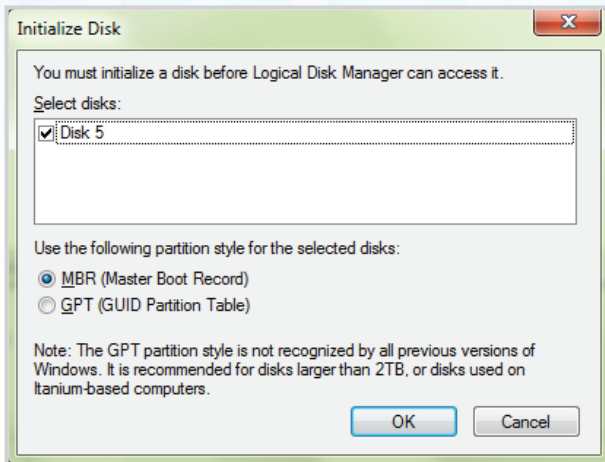 Initialize Disk
You must initialize a disk before Logical Disk Manager can access it.
Select disks:
Disk 5
Use the following partition style for the selected disks:
MBR (Master Boot Record)
GPT (GUID Partition Table)
Note: The GPT partition style is not recognized by all previous versions of
Windows. It is recommended for disks larger than 2TB, or disks used on
Itanium-based computers.
OK Cancel